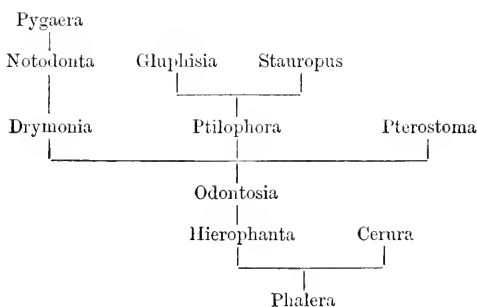 Pygaera
Notodonta Gluphisia Stauropus
Drymonia Ptilophora Pterostoma
Odontosia
Hierophanta Cerura
Phalera